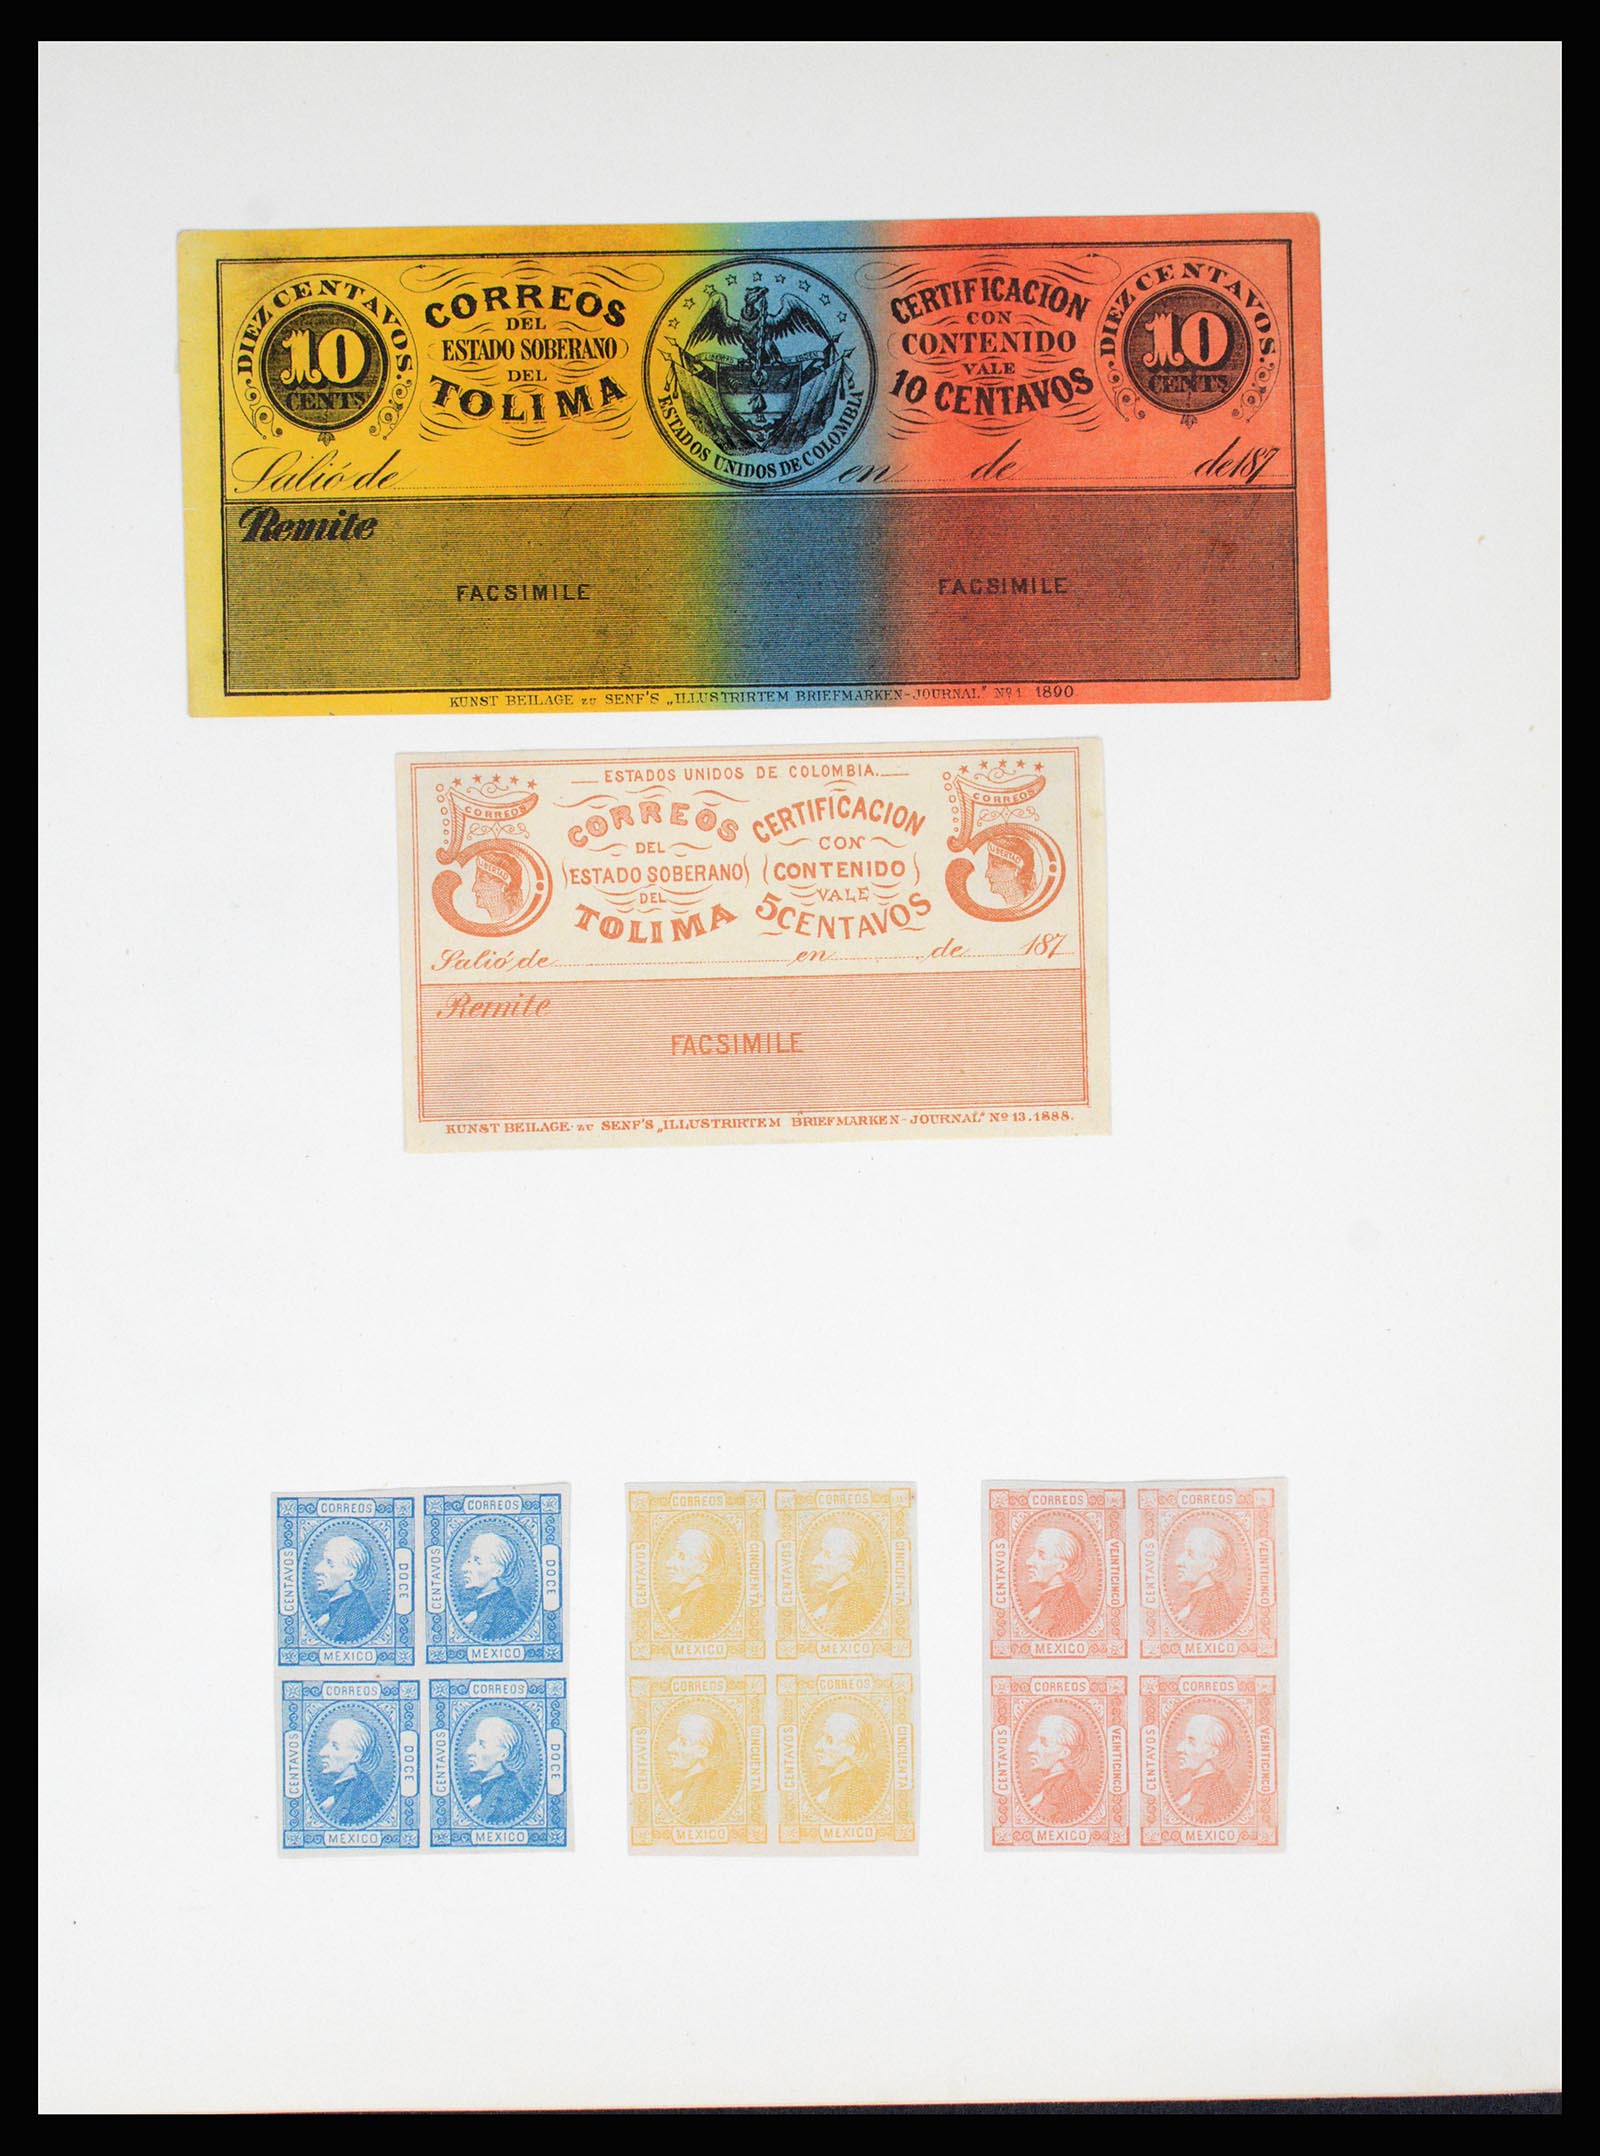 DIEZ CENTAVOS.
10
CENTS
CORREOS
DEL
ESTADO SOBERANO
DEL
TOLIMA
LIBERTAD
ORDEN
ESTADOS UNIDOS DE COLOMBIA
CERTIFICACION
CON
CONTENIDO
VALE
10 CENTAVOS
DIEZ CENTAVOS.
10
CENTS
Salió de en de de 187
Remite
FACSIMILE FACSIMILE
KUNST BEILAGE zu SENF'S „ILLUSTRIRTEM BRIEFMARKEN-JOURNAL" No 1 1890
ESTADOS UNIDOS DE COLOMBIA.
5
CORREOS
LIBERTAD
CORREOS
DEL
ESTADO SOBERANO
DEL
TOLIMA
CERTIFICACION
CON
CONTENIDO
VALE
5 CENTAVOS
5
CORREOS
LIBERTAD
Salió de en de 187
Remite
FACSIMILE
KUNST BEILAGE zu SENF'S „ILLUSTRIRTEM BRIEFMARKEN-JOURNAL" No 13. 1888.
CORREOS
CENTAVOS
DOCE
MEXICO
CORREOS
CENTAVOS
DOCE
MEXICO
CORREOS
CENTAVOS
DOCE
MEXICO
CORREOS
CENTAVOS
DOCE
MEXICO
CORREOS
CENTAVOS
CINCUENTA
MEXICO
CORREOS
CENTAVOS
CINCUENTA
MEXICO
CORREOS
CENTAVOS
CINCUENTA
MEXICO
CORREOS
CENTAVOS
CINCUENTA
MEXICO
CORREOS
CENTAVOS
VEINTICINCO
MEXICO
CORREOS
CENTAVOS
VEINTICINCO
MEXICO
CORREOS
CENTAVOS
VEINTICINCO
MEXICO
CORREOS
CENTAVOS
VEINTICINCO
MEXICO